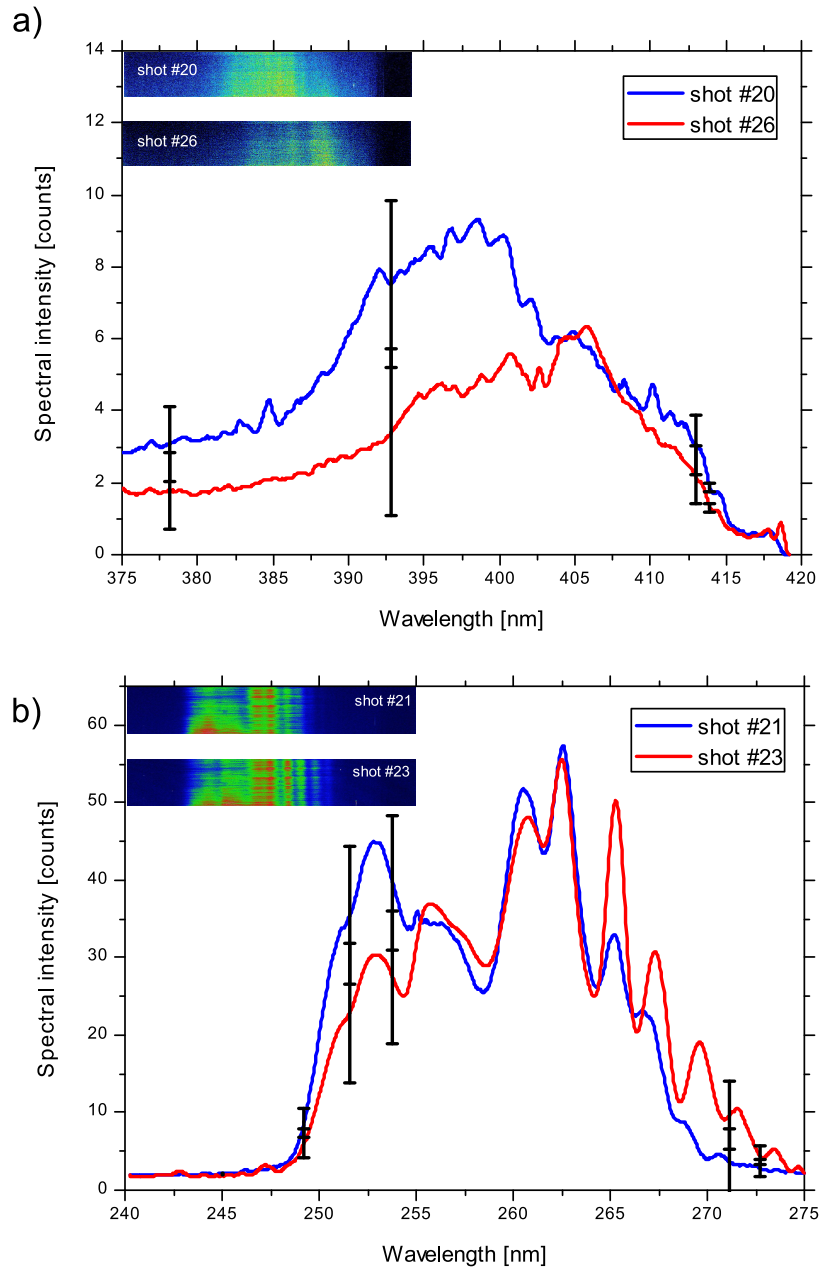 a)
14
12
10
8
6
4
2
0
shot #20
shot #26
shot #20
shot #26
Spectral intensity [counts]
375 380 385 390 395 400 405 410 415 420
Wavelength [nm]
b)
60
50
40
30
20
10
0
shot #21
shot #23
shot #21
shot #23
Spectral intensity [counts]
240 245 250 255 260 265 270 275
Wavelength [nm]